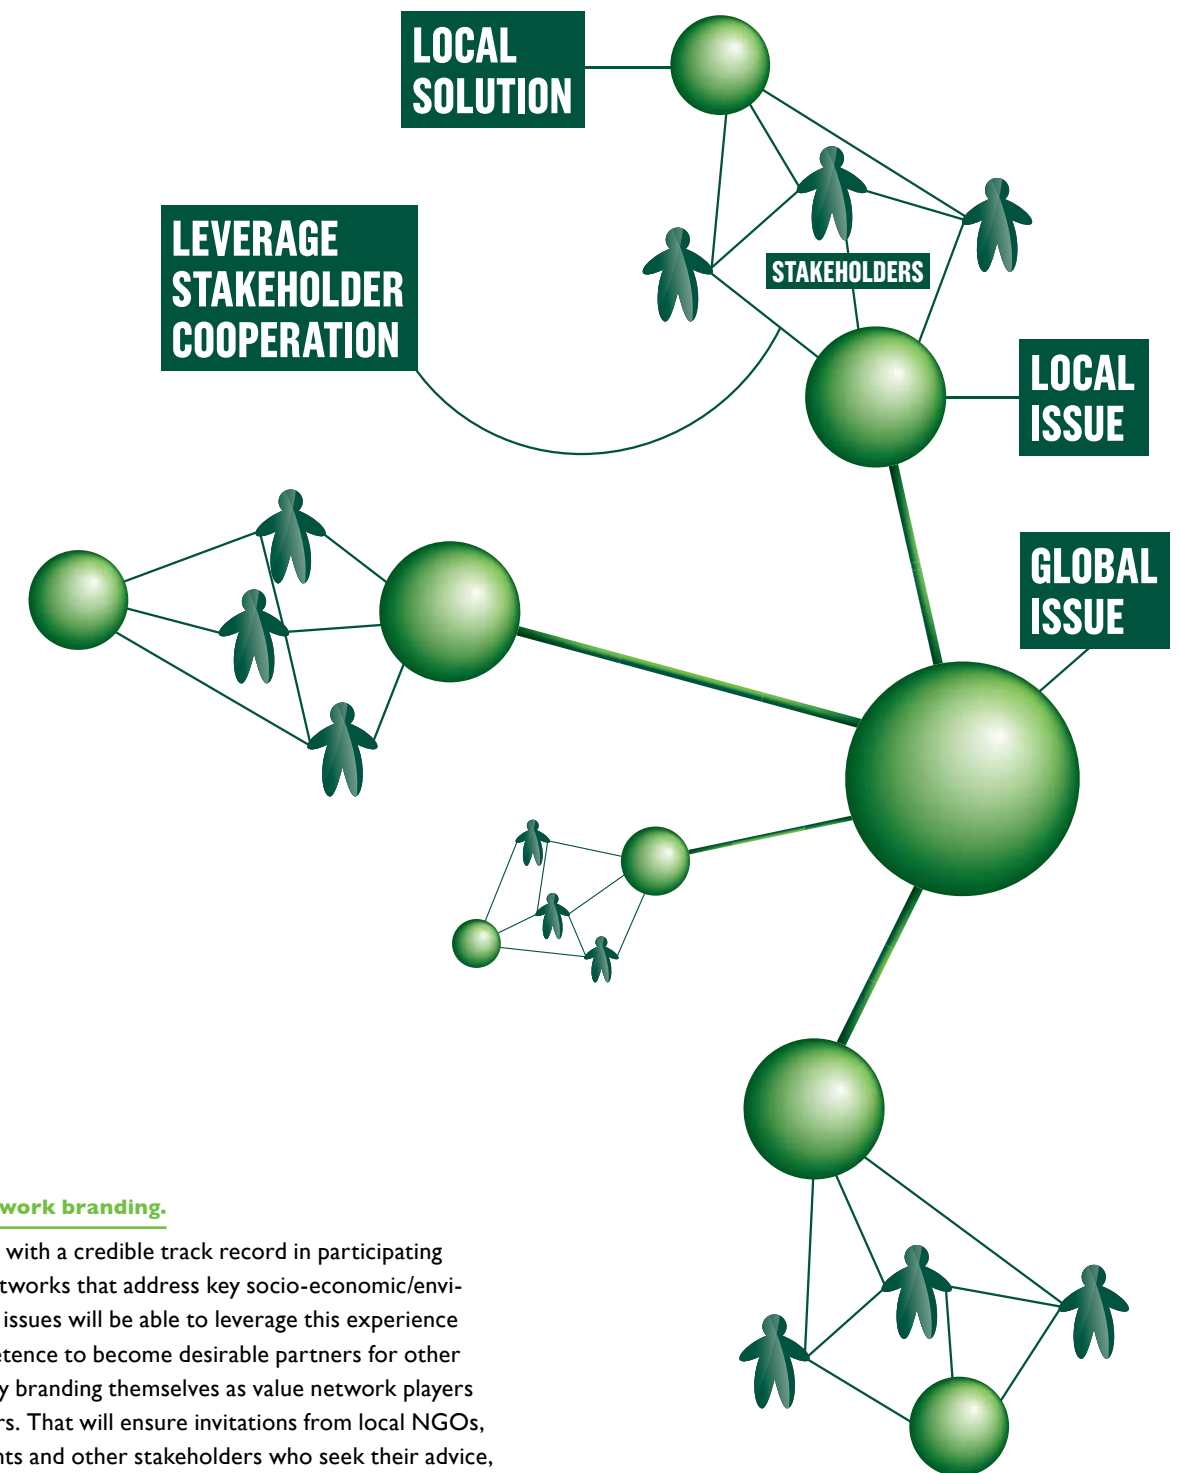 LOCAL
SOLUTION
LEVERAGE
STAKEHOLDER
COOPERATION
STAKEHOLDERS
LOCAL
ISSUE
GLOBAL
ISSUE
work branding.
with a credible track record in participating
tworks that address key socio-economic/envi-
issues will be able to leverage this experience
etence to become desirable partners for other
y branding themselves as value network players
rs. That will ensure invitations from local NGOs,
nts and other stakeholders who seek their advice,